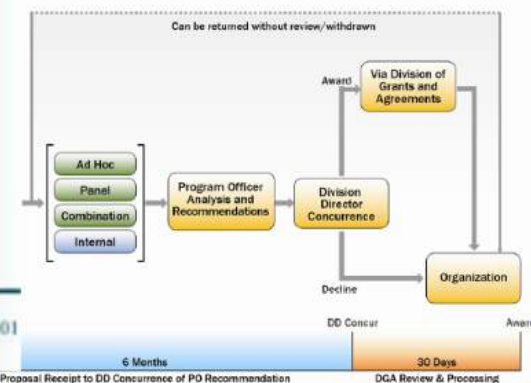 Can be returned without review/withdrawn
Award
Via Division of
Grants and
Agreements
Ad Hoc
Panel
Combination
Internal
Program Officer
Analysis and
Recommendations
Division
Director
Concurrence
Organization
Decline
01
DD Concur
Awar
6 Months
30 Days
Proposal Receipt to DD Concurrence of PO Recommendation
DGA Review & Processing